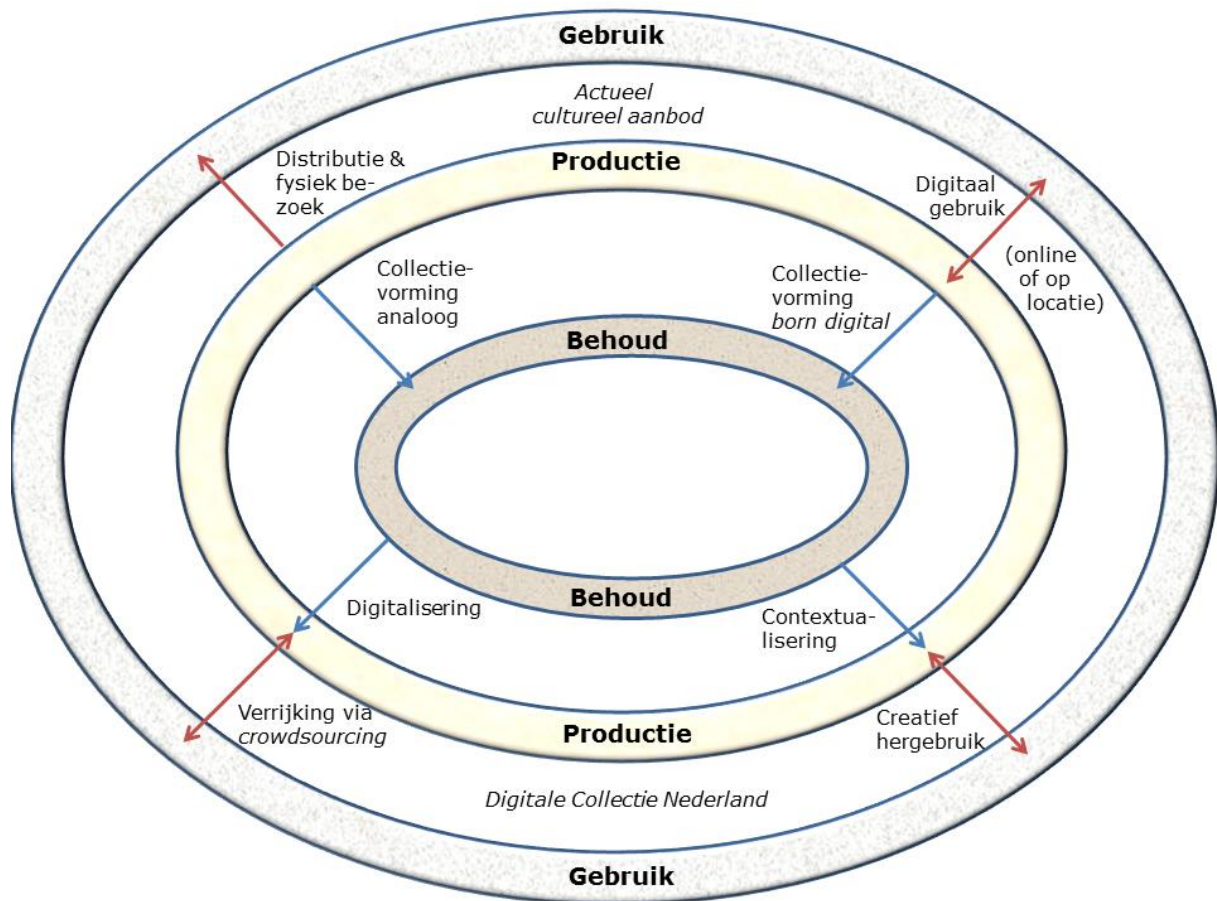 Gebruik
Actueel
cultureel aanbod
Productie
Distributie &
fysiek be-
zoek
Digitaal
gebruik
(online
of op
locatie)
Collectie-
vorming
analoog
Collectie-
vorming
born digital
Behoud
Behoud
Digitalisering
Contextua-
lisering
Verrijking via
crowdsourcing
Productie
Creatief
hergebruik
Digitale Collectie Nederland
Gebruik